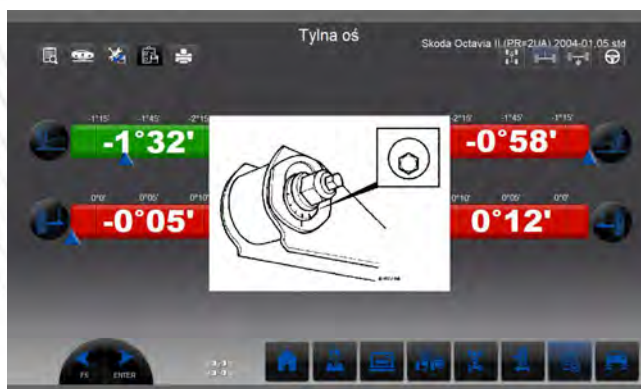 Tylna oś
Skoda Octavia II (PR=2UA) 2004-01.05 std
-1°15' -1°45' -2°15'
-2°15' -1°45' -1°15'
-1°32'
-0°58'
0°0' 0°05' 0°10'
0°10' 0°05' 0°0'
-0°05'
0°12'
FX ENTER